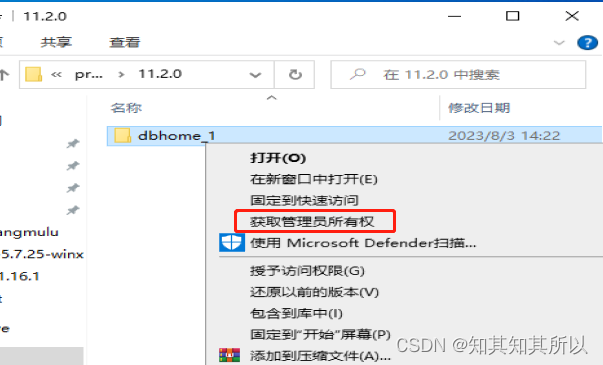 11.2.0
共享 查看
« pr... › 11.2.0
在 11.2.0 中搜索
名称 修改日期
dbhome_1 2023/8/3 14:22
打开(O)
在新窗口中打开(E)
固定到快速访问
获取管理员所有权
使用 Microsoft Defender扫描...
授予访问权限(G)
还原以前的版本(V)
包含到库中(I)
固定到"开始"屏幕(P)
添加到压缩文件(A)...
angmulu
5.7.25-winx
1.16.1
CSDN @知其知其所以